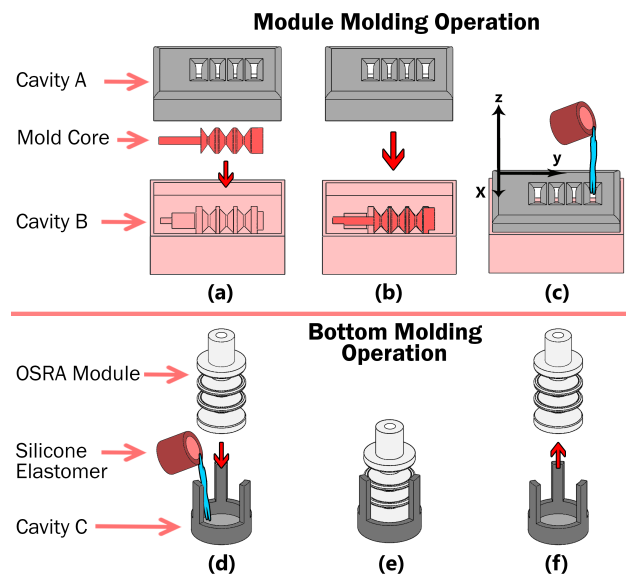 Module Molding Operation
Cavity A
Mold Core
Cavity B
z
y
x
(a)
(b)
(c)
Bottom Molding
Operation
OSRA Module
Silicone
Elastomer
Cavity C
(d)
(e)
(f)